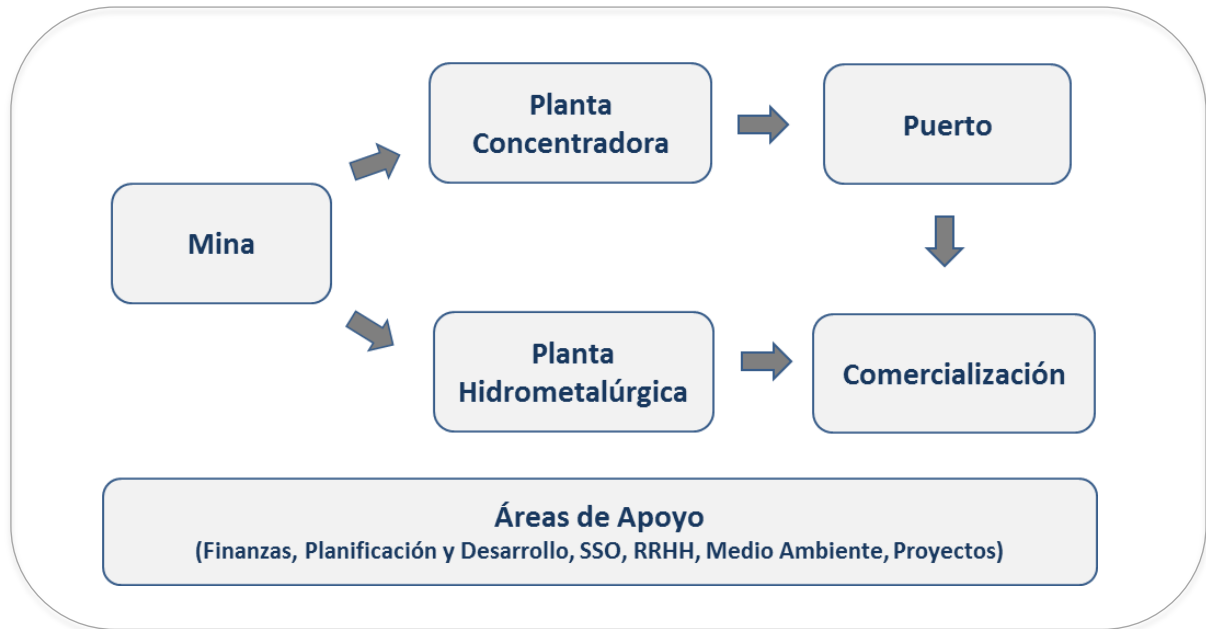 Planta
Concentradora
Puerto
Mina
Planta
Hidrometalúrgica
Comercialización
Áreas de Apoyo
(Finanzas, Planificación y Desarrollo, SSO, RRHH, Medio Ambiente, Proyectos)